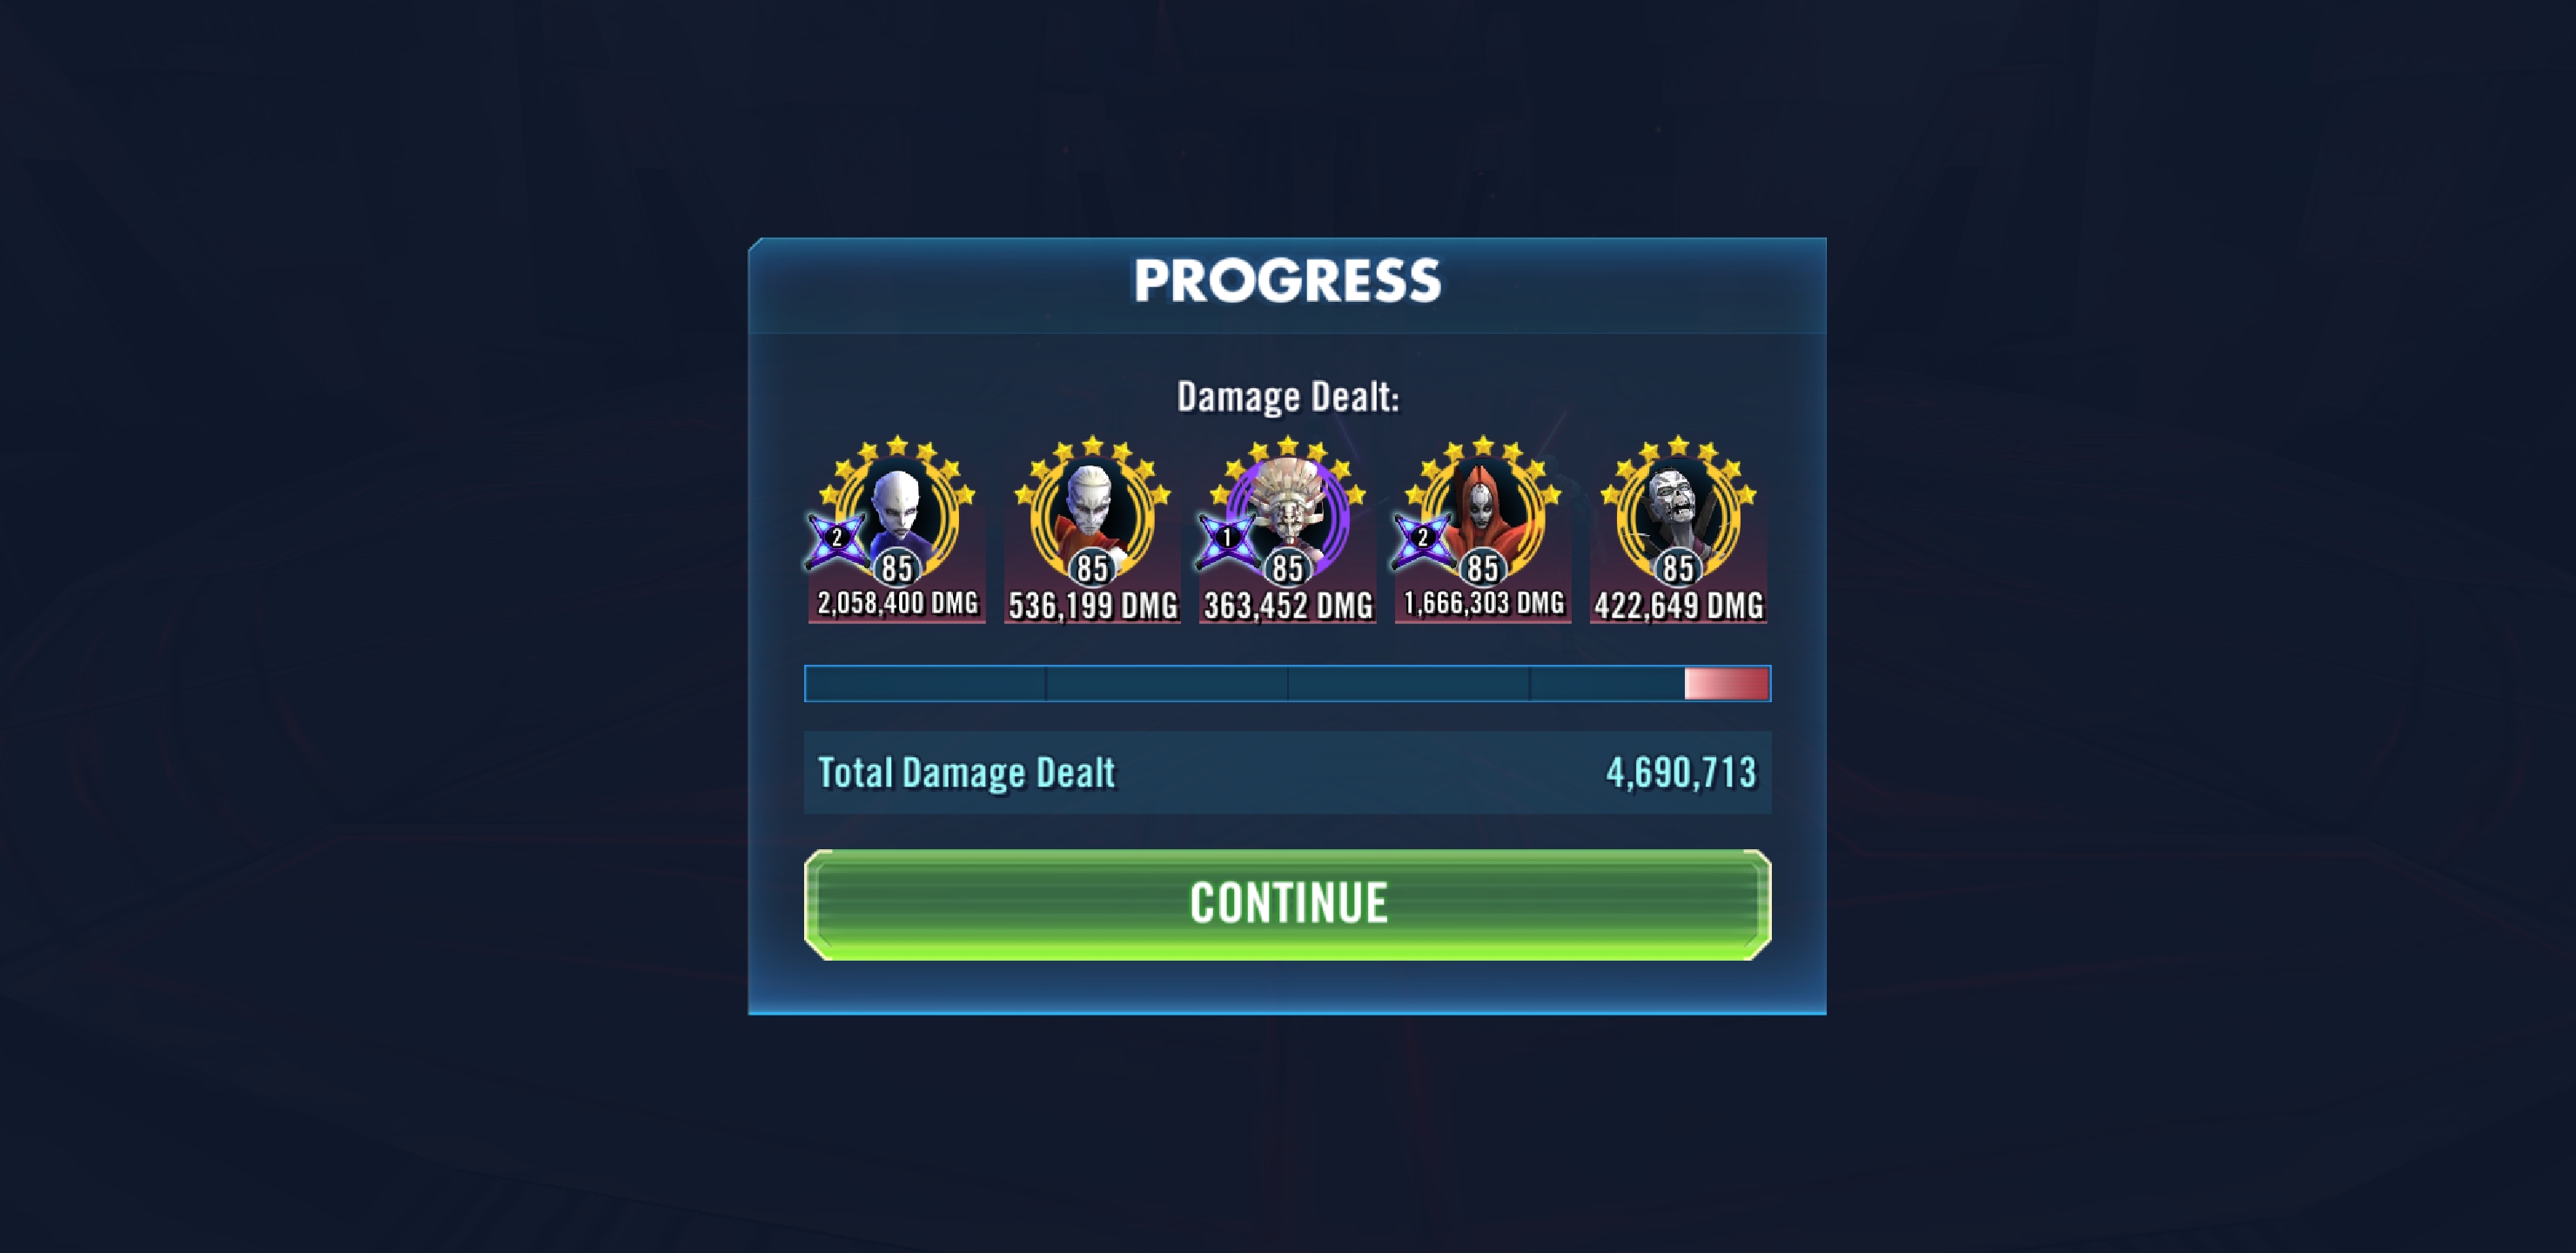 PROGRESS
Damage Dealt:
2 1 2
85 85 85 85 85
2,058,400 DMG 536,199 DMG 363,452 DMG 1,666,303 DMG 422,649 DMG
Total Damage Dealt 4,690,713
CONTINUE